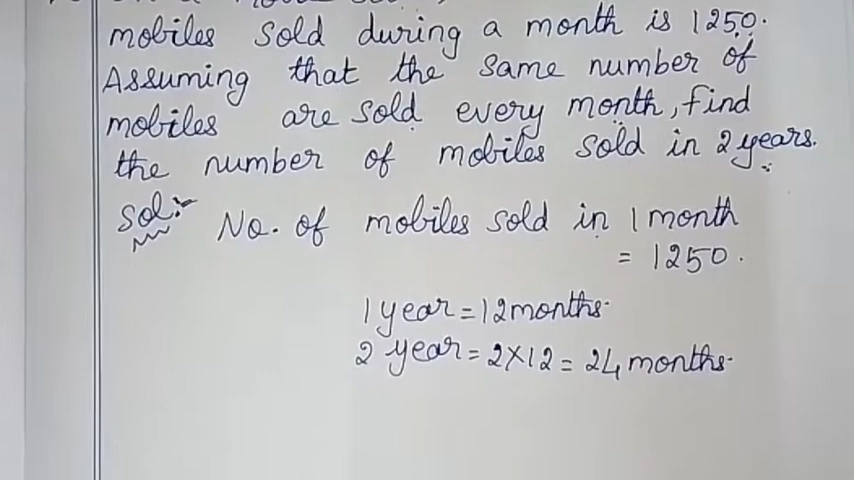 mobiles sold during a month is 1250.
Assuming that the same number of
mobiles are sold every month, find
the number of mobiles sold in 2 years.
Sol:-
No. of mobiles sold in 1 month
= 1250.
1 year = 12 months.
2 year = 2×12 = 24 months.